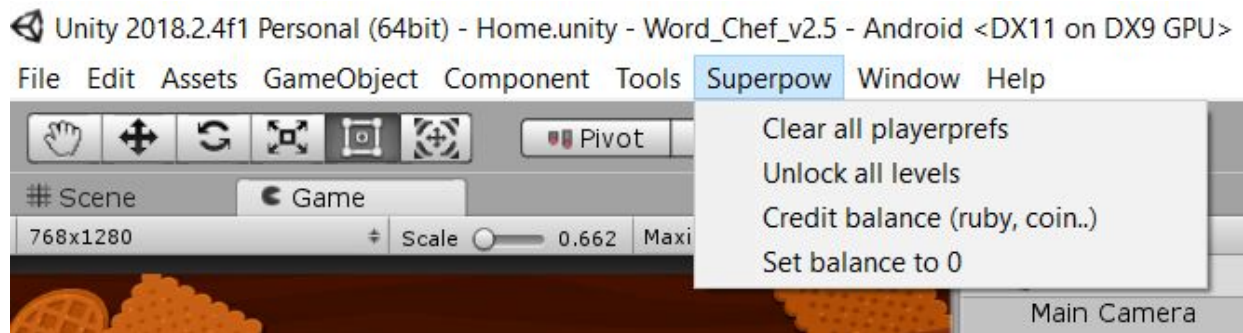 Unity 2018.2.4f1 Personal (64bit) - Home.unity - Word_Chef_v2.5 - Android <DX11 on DX9 GPU>
File Edit Assets GameObject Component Tools Superpow Window Help
Pivot
Clear all playerprefs
Unlock all levels
Credit balance (ruby, coin..)
Set balance to 0
Scene Game
768x1280 Scale 0.662 Maxi
Main Camera